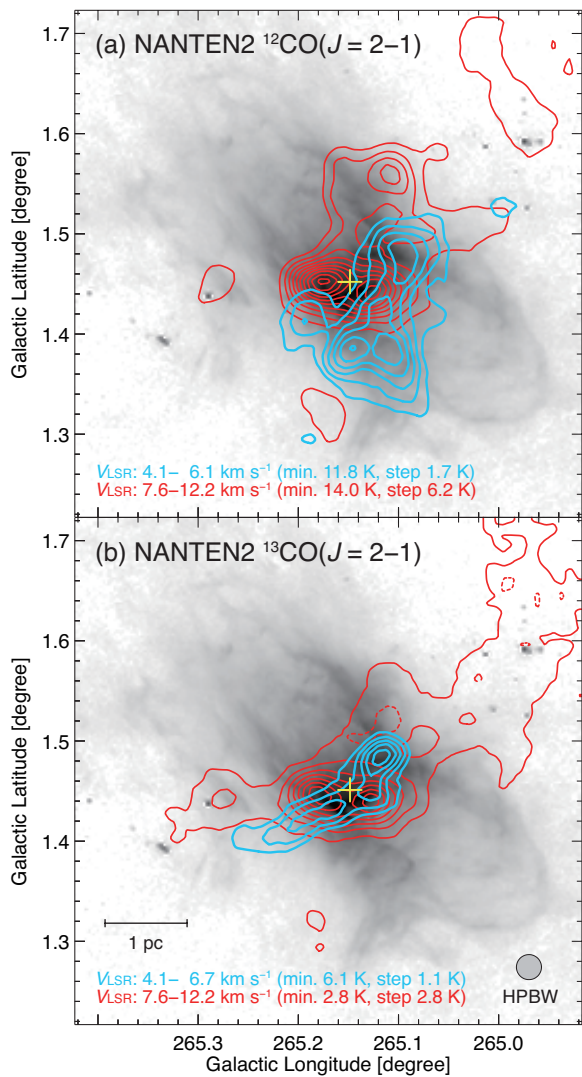 (a) NANTEN2 ¹²CO(J = 2–1)
1.7
1.6
1.5
1.4
1.3
Galactic Latitude [degree]
VLSR: 4.1– 6.1 km s⁻¹ (min. 11.8 K, step 1.7 K)
VLSR: 7.6–12.2 km s⁻¹ (min. 14.0 K, step 6.2 K)
(b) NANTEN2 ¹³CO(J = 2–1)
1.7
1.6
1.5
1.4
1.3
Galactic Latitude [degree]
1 pc
HPBW
VLSR: 4.1– 6.7 km s⁻¹ (min. 6.1 K, step 1.1 K)
VLSR: 7.6–12.2 km s⁻¹ (min. 2.8 K, step 2.8 K)
265.3 265.2 265.1 265.0
Galactic Longitude [degree]